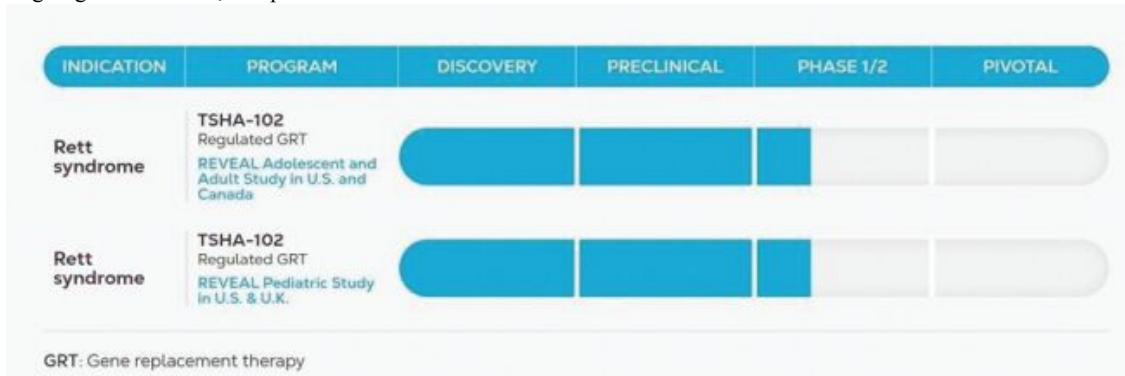 INDICATION PROGRAM DISCOVERY PRECLINICAL PHASE 1/2 PIVOTAL
Rett
syndrome
TSHA-102
Regulated GRT
REVEAL Adolescent and
Adult Study in U.S. and
Canada
Rett
syndrome
TSHA-102
Regulated GRT
REVEAL Pediatric Study
in U.S. & U.K.
GRT: Gene replacement therapy